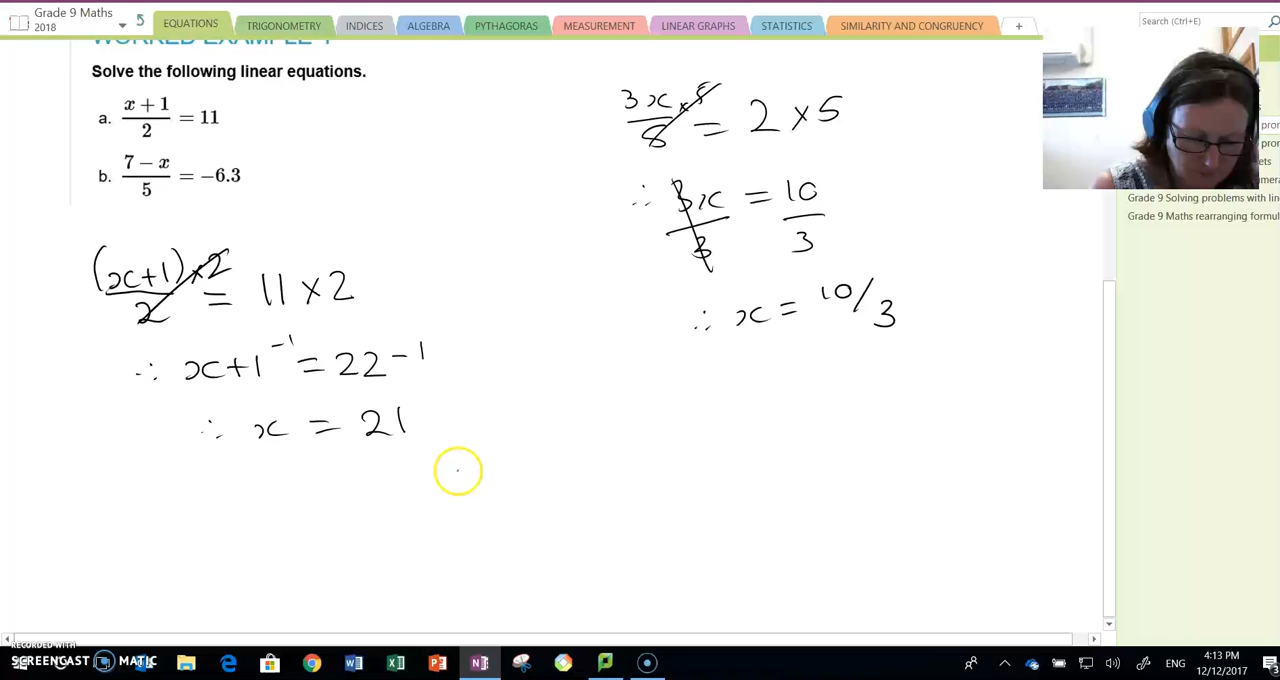 Grade 9 Maths
2018
EQUATIONS
TRIGONOMETRY
INDICES
ALGEBRA
PYTHAGORAS
MEASUREMENT
LINEAR GRAPHS
STATISTICS
SIMILARITY AND CONGRUENCY
+
Search (Ctrl+E)
Solve the following linear equations.
a. (x + 1)/2 = 11
b. (7 − x)/5 = −6.3
(x+1) × 2 / 2 = 11 × 2
∴ x+1 −1 = 22 −1
∴ x = 21
3x × 5 / 8 = 2 × 5
∴ 3x/3 = 10/3
∴ x = 10/3
Grade 9 Solving problems with lin
Grade 9 Maths rearranging formul
RECORDED WITH
SCREENCAST MATIC
ENG
4:13 PM
12/12/2017